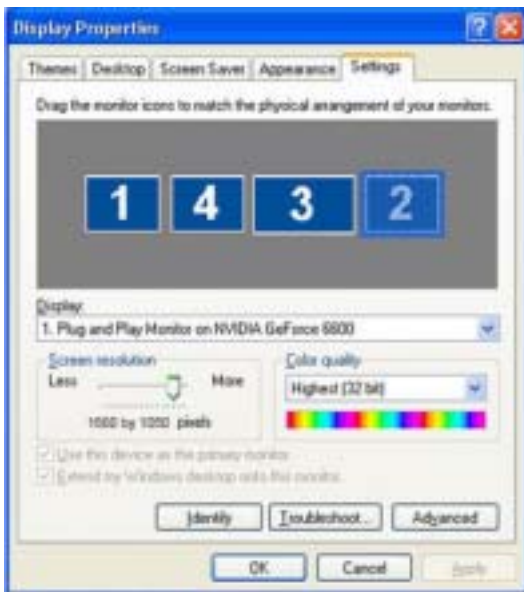 Display Properties
Themes Desktop Screen Saver Appearance Settings
Drag the monitor icons to match the physical arrangement of your monitors.
1 4 3 2
Display:
1. Plug and Play Monitor on NVIDIA GeForce 6600
Screen resolution
Less More
by 1050 pixels
Color quality
Highest (32 bit)
Use this device as the primary monitor
Extend my Windows desktop onto this monitor
Identify Troubleshoot... Advanced
OK Cancel Apply